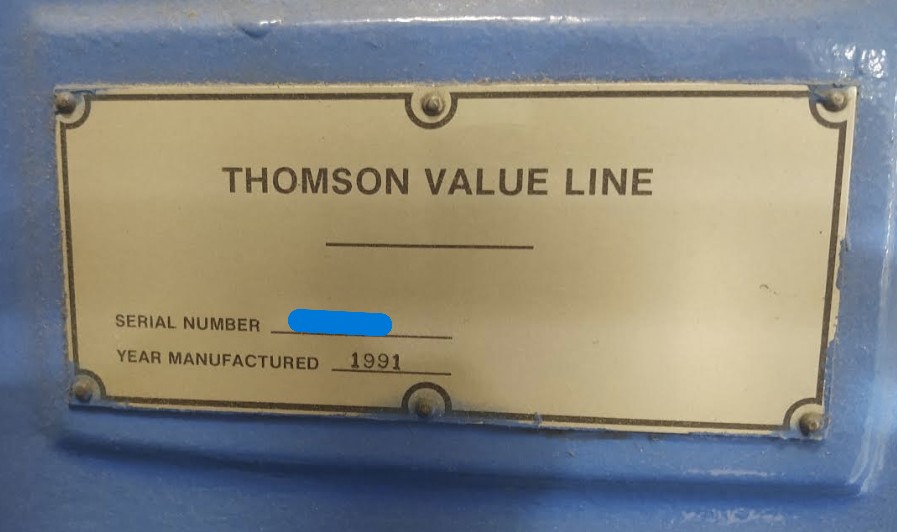 THOMSON VALUE LINE
SERIAL NUMBER
YEAR MANUFACTURED 1991